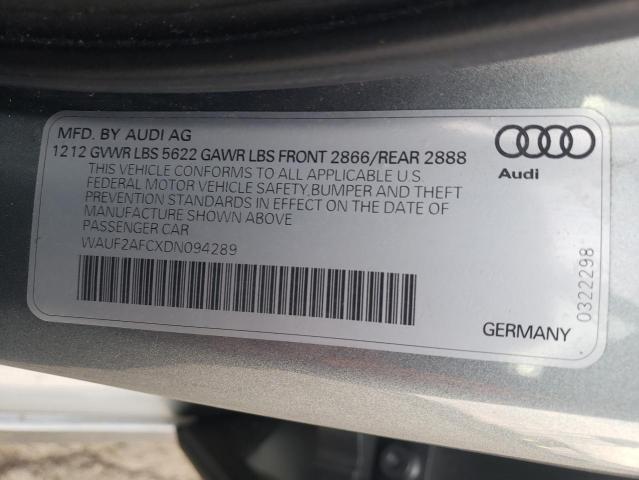 MFD. BY AUDI AG
1212 GVWR LBS 5622 GAWR LBS FRONT 2866/REAR 2888
THIS VEHICLE CONFORMS TO ALL APPLICABLE U.S.
FEDERAL MOTOR VEHICLE SAFETY,BUMPER AND THEFT
PREVENTION STANDARDS IN EFFECT ON THE DATE OF
MANUFACTURE SHOWN ABOVE
PASSENGER CAR
WAUF2AFCXDN094289
Audi
0322298
GERMANY